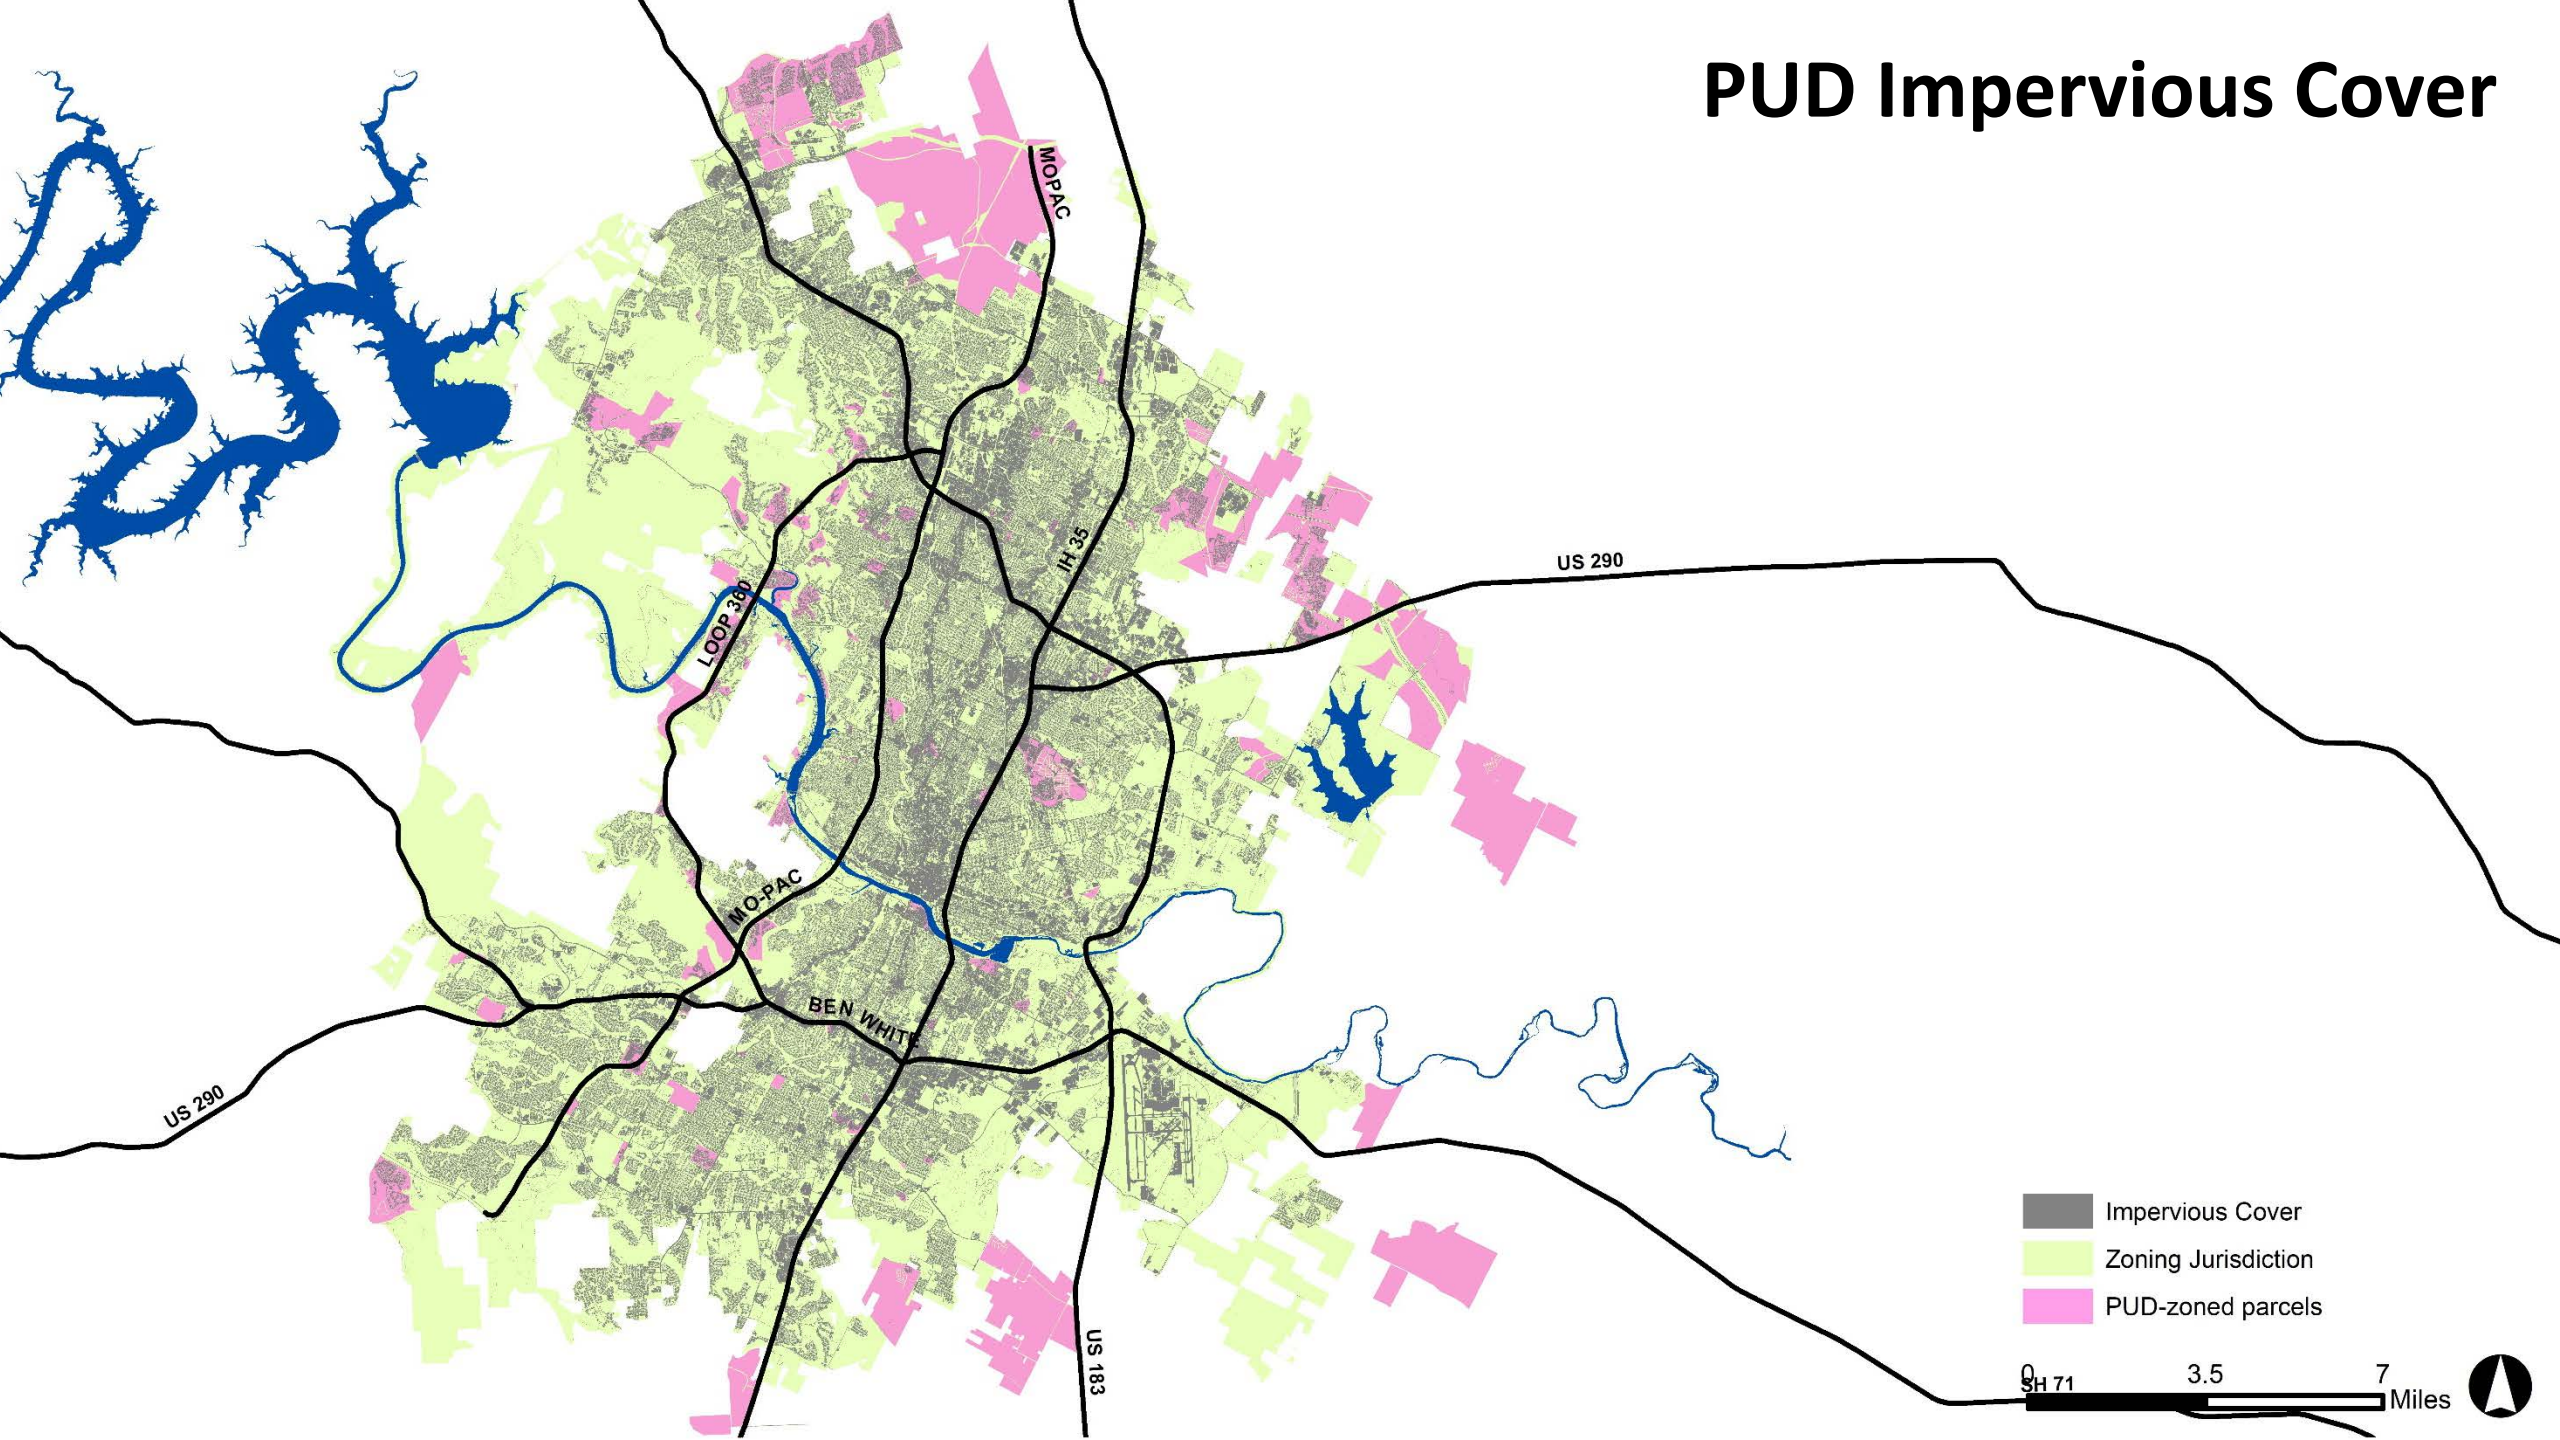 PUD Impervious Cover
MOPAC
IH 35
US 290
LOOP 360
MO-PAC
BEN WHITE
US 290
US 183
Impervious Cover
Zoning Jurisdiction
PUD-zoned parcels
0 3.5 7
SH 71
Miles